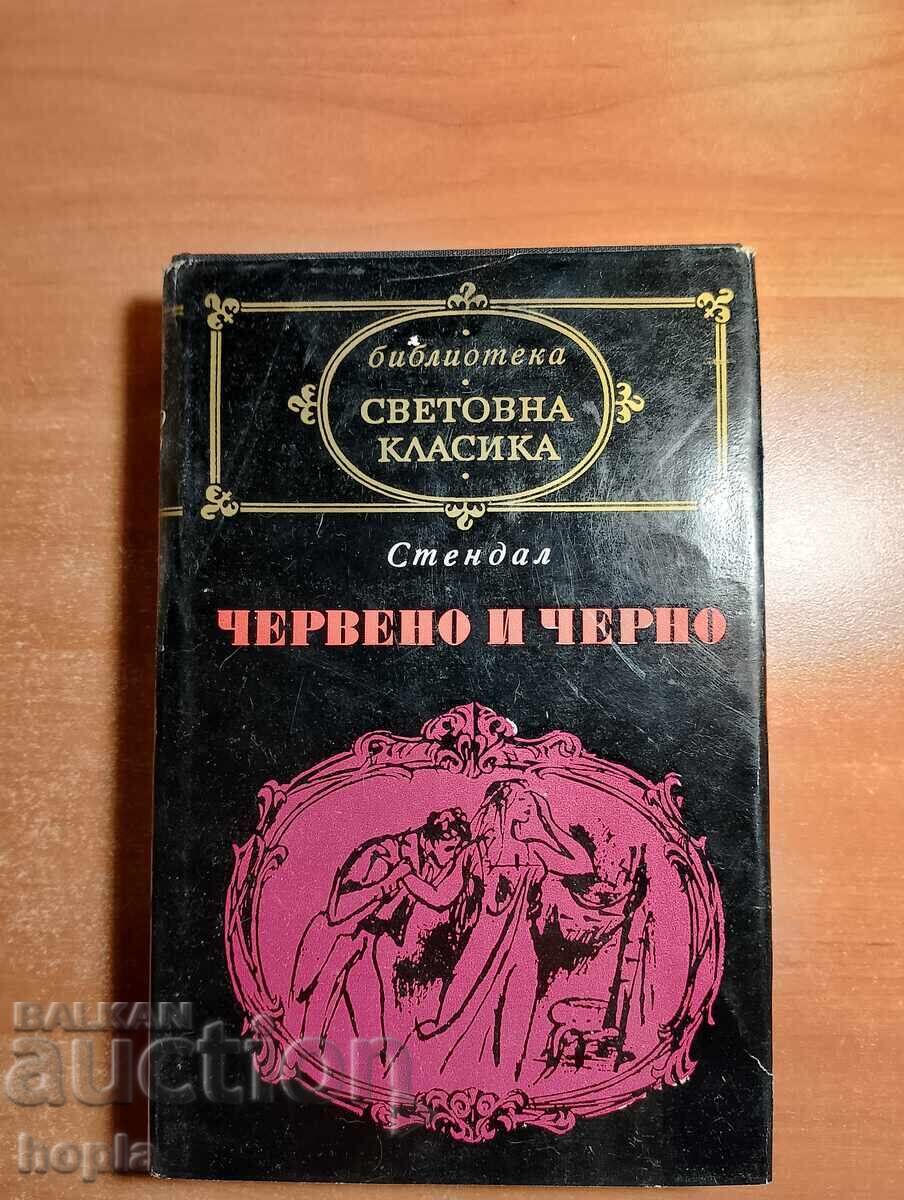 библиотека
СВЕТОВНА
КЛАСИКА
Стендал
ЧЕРВЕНО И ЧЕРНО
BALKAN
auction
hopla